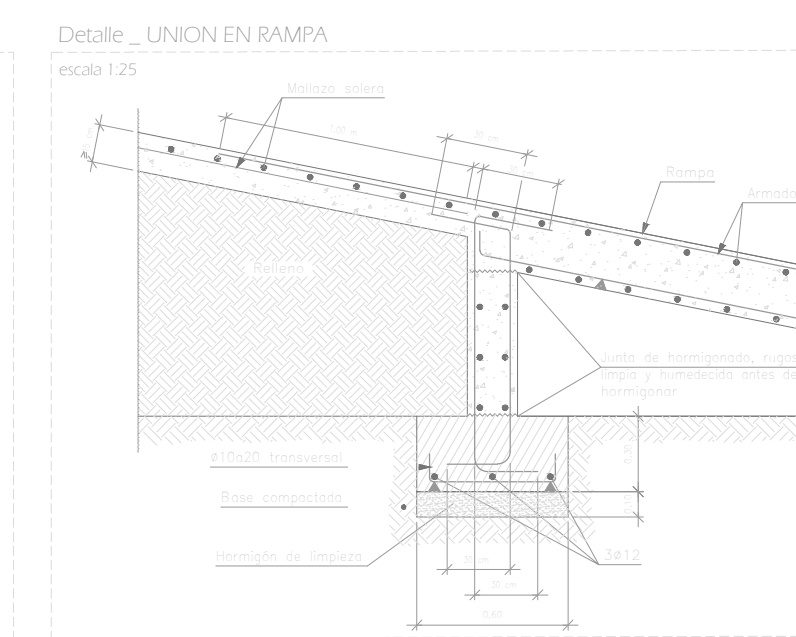 Detalle _ UNION EN RAMPA
escala 1:25
Mallazo solera
1,00 m
30 cm
Rampa
Armado
Relleno
Junta de hormigonado, rugos
limpia y humedecida antes de
hormigonar
Ø10a20 transversal
0,30
Base compactada
0,10
Hormigón de limpieza
30 cm
3Ø12
30 cm
0,60